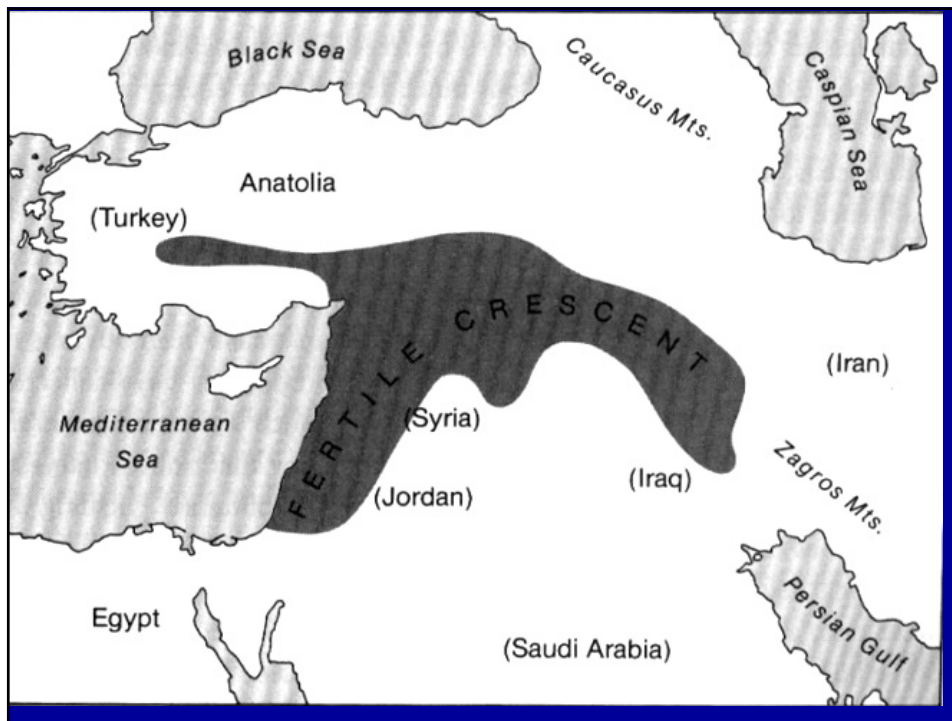 Black Sea
Caucasus Mts.
Caspian Sea
Anatolia
(Turkey)
FERTILE CRESCENT
(Iran)
Mediterranean
Sea
(Syria)
(Iraq)
Zagros Mts.
(Jordan)
Egypt
(Saudi Arabia)
Persian Gulf